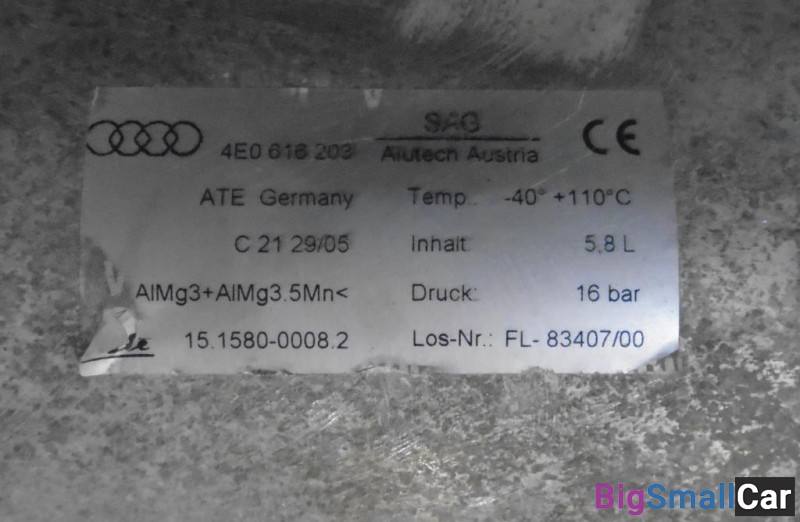 4E0 616 203 SAG CE
Alutech Austria
ATE Germany Temp.: -40° +110°C
C 21 29/05 Inhalt: 5,8 L
AlMg3+AlMg3.5Mn< Druck: 16 bar
15.1580-0008.2 Los-Nr.: FL- 83407/00
BigSmallCar